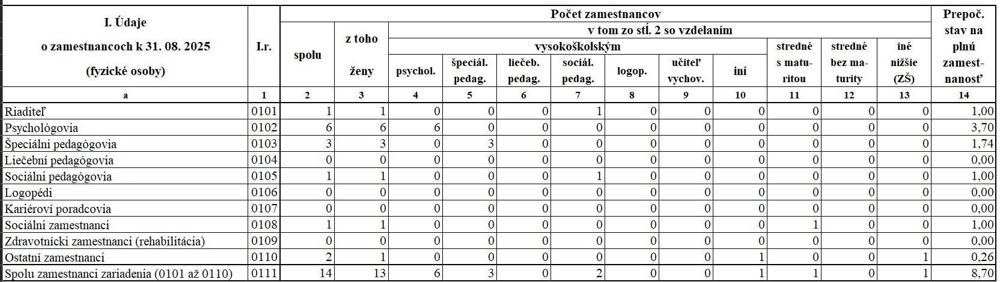 I. Údaje
o zamestnancoch k 31. 08. 2025
(fyzické osoby)
I.r.
Počet zamestnancov
spolu
z toho
ženy
v tom zo stĺ. 2 so vzdelaním
vysokoškolským
psychol.
špeciál.
pedag.
liečeb.
pedag.
sociál.
pedag.
logop.
učiteľ
vychov.
iní
stredné
s matu-
ritou
stredné
bez ma-
turity
iné
nižšie
(ZŠ)
Prepoč.
stav na
plnú
zamest-
nanosť
a 1 2 3 4 5 6 7 8 9 10 11 12 13 14
Riaditeľ 0101 1 1 0 0 0 1 0 0 0 0 0 0 1,00
Psychológovia 0102 6 6 6 0 0 0 0 0 0 0 0 0 3,70
Špeciálni pedagógovia 0103 3 3 0 3 0 0 0 0 0 0 0 0 1,74
Liečební pedagógovia 0104 0 0 0 0 0 0 0 0 0 0 0 0 0,00
Sociálni pedagógovia 0105 1 1 0 0 0 1 0 0 0 0 0 0 1,00
Logopédi 0106 0 0 0 0 0 0 0 0 0 0 0 0 0,00
Kariéroví poradcovia 0107 0 0 0 0 0 0 0 0 0 0 0 0 0,00
Sociálni zamestnanci 0108 1 1 0 0 0 0 0 0 0 1 0 0 1,00
Zdravotnícki zamestnanci (rehabilitácia) 0109 0 0 0 0 0 0 0 0 0 0 0 0 0,00
Ostatní zamestnanci 0110 2 1 0 0 0 0 0 0 1 0 0 1 0,26
Spolu zamestnanci zariadenia (0101 až 0110) 0111 14 13 6 3 0 2 0 0 1 1 0 1 8,70